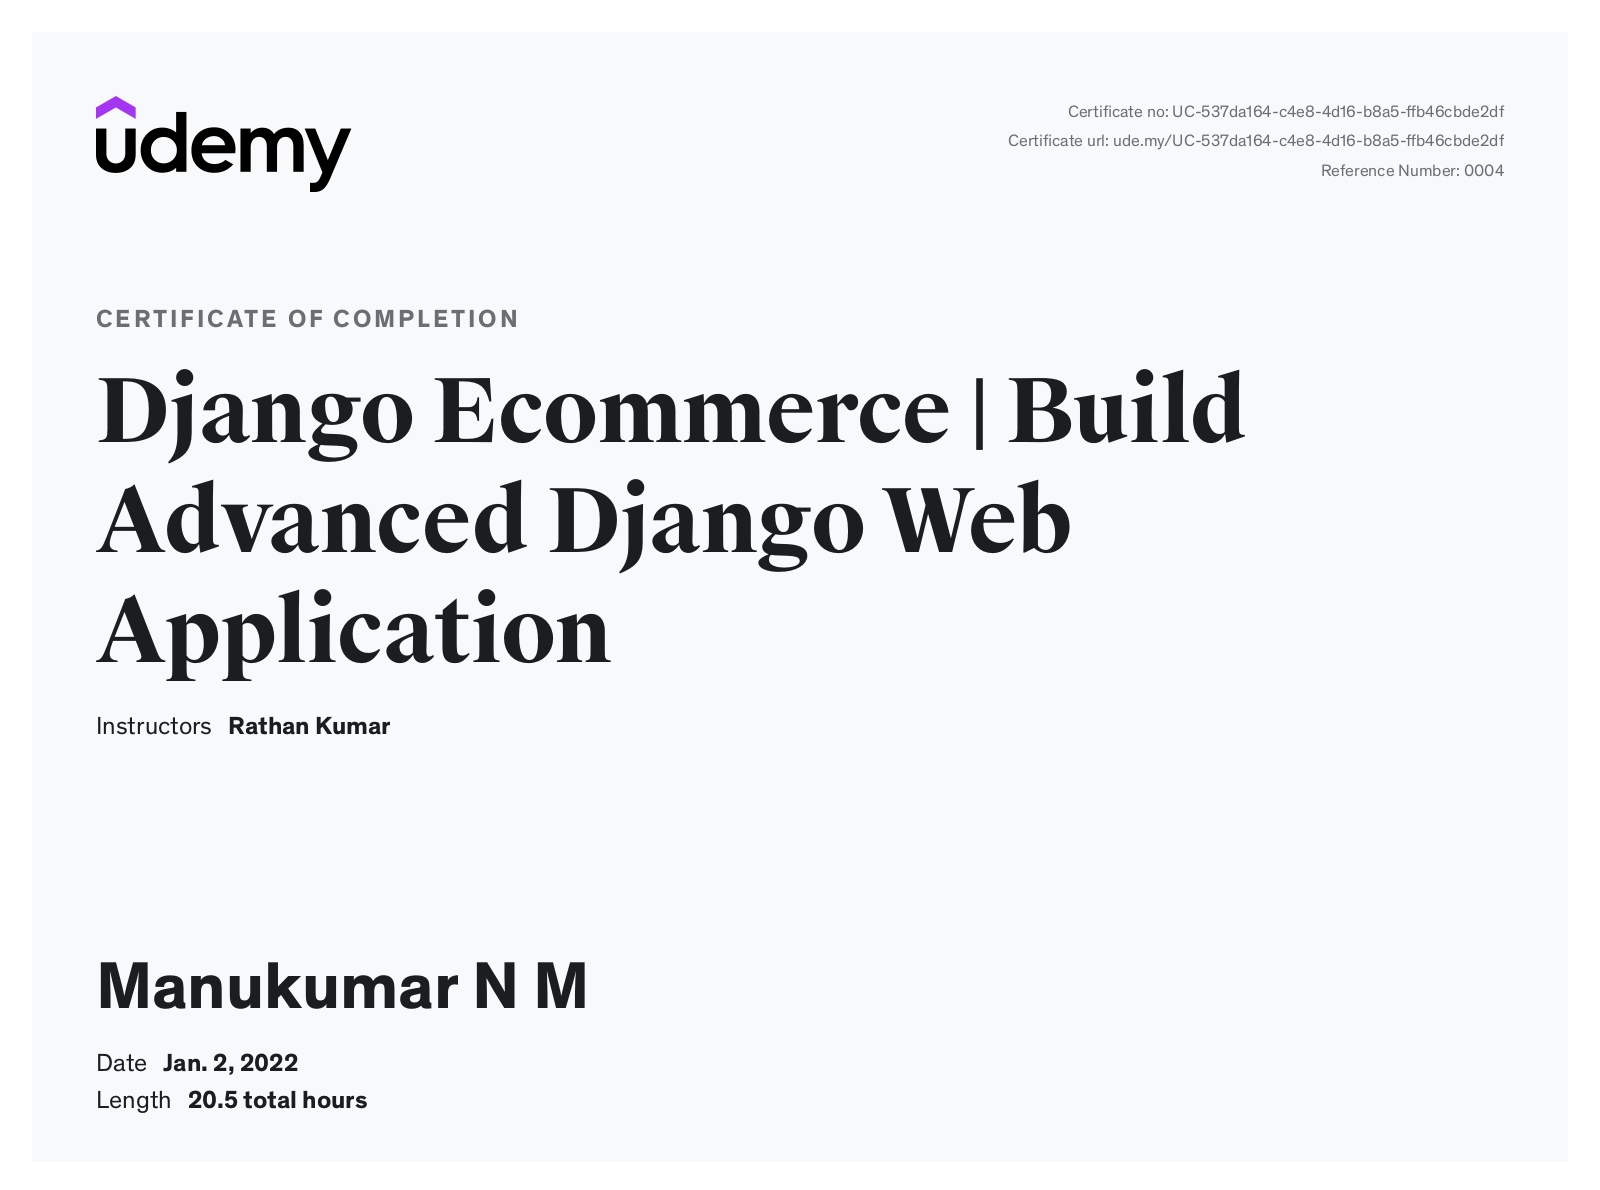 udemy
Certificate no: UC-537da164-c4e8-4d16-b8a5-ffb46cbde2df
Certificate url: ude.my/UC-537da164-c4e8-4d16-b8a5-ffb46cbde2df
Reference Number: 0004
CERTIFICATE OF COMPLETION
Django Ecommerce | Build
Advanced Django Web
Application
Instructors Rathan Kumar
Manukumar N M
Date Jan. 2, 2022
Length 20.5 total hours